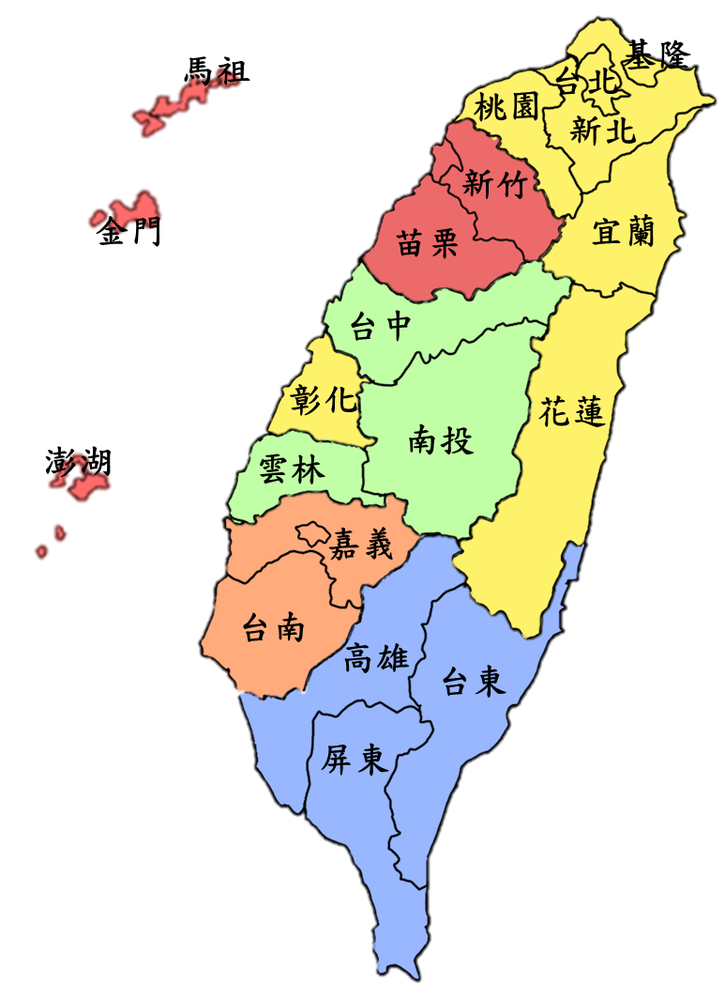 基隆
馬祖
台北
桃園
新北
新竹
金門
宜蘭
苗栗
台中
彰化
花蓮
南投
澎湖
雲林
嘉義
台南
高雄
台東
屏東